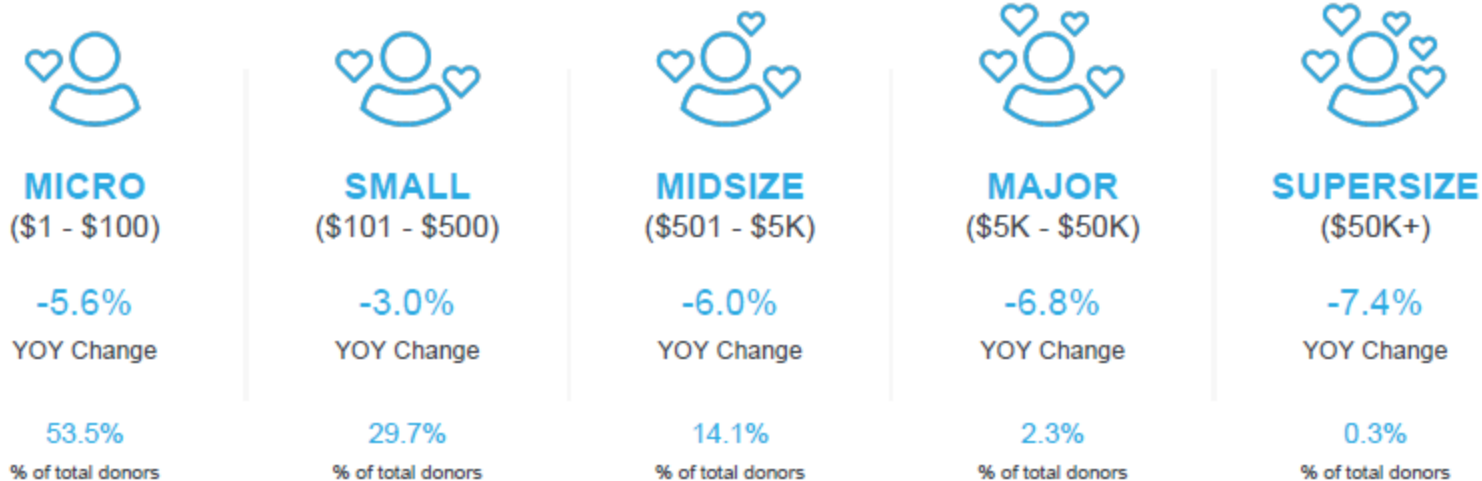 MICRO
($1 - $100)
-5.6%
YOY Change
53.5%
% of total donors
SMALL
($101 - $500)
-3.0%
YOY Change
29.7%
% of total donors
MIDSIZE
($501 - $5K)
-6.0%
YOY Change
14.1%
% of total donors
MAJOR
($5K - $50K)
-6.8%
YOY Change
2.3%
% of total donors
SUPERSIZE
($50K+)
-7.4%
YOY Change
0.3%
% of total donors